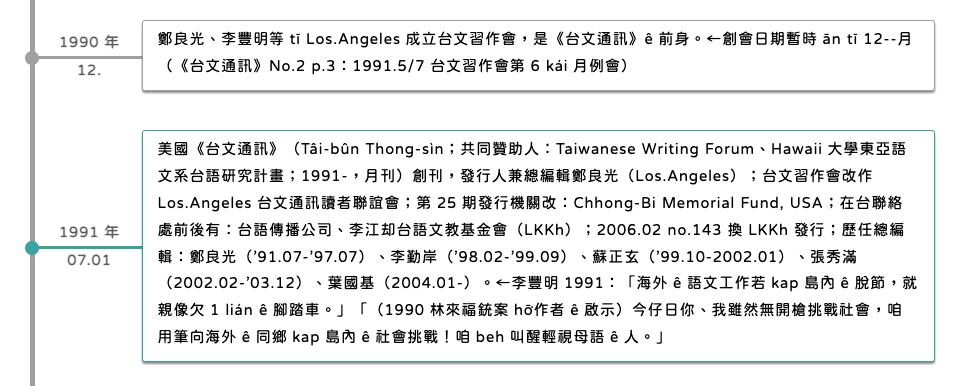 1990 年
12.
鄭良光、李豐明等 tī Los.Angeles 成立台文習作會，是《台文通訊》ê 前身。←創會日期暫時 án tī 12--月
（《台文通訊》No.2 p.3：1991.5/7 台文習作會第 6 kái 月例會）
1991 年
07.01
美國《台文通訊》（Tâi-bûn Thong-sìn；共同贊助人：Taiwanese Writing Forum、Hawaii 大學東亞語
文系台語研究計畫；1991-，月刊）創刊，發行人兼總編輯鄭良光（Los.Angeles）；台文習作會改作
Los.Angeles 台文通訊讀者聯誼會；第 25 期發行機關改：Chhong-Bi Memorial Fund, USA；在台聯絡
處前後有：台語傳播公司、李江却台語文教基金會（LKKh）；2006.02 no.143 換 LKKh 發行；歷任總編
輯：鄭良光（'91.07-'97.07）、李勤岸（'98.02-'99.09）、蘇正玄（'99.10-2002.01）、張秀滿
（2002.02-'03.12）、葉國基（2004.01-）。←李豐明 1991：「海外 ê 語文工作若 kap 島內 ê 脫節，就
親像欠 1 lián ê 腳踏車。」「（1990 林來福銃案 hō͘作者 ê 啟示）今仔日你、我雖然無開槍挑戰社會，咱
用筆向海外 ê 同鄉 kap 島內 ê 社會挑戰！咱 beh 叫醒輕視母語 ê 人。」